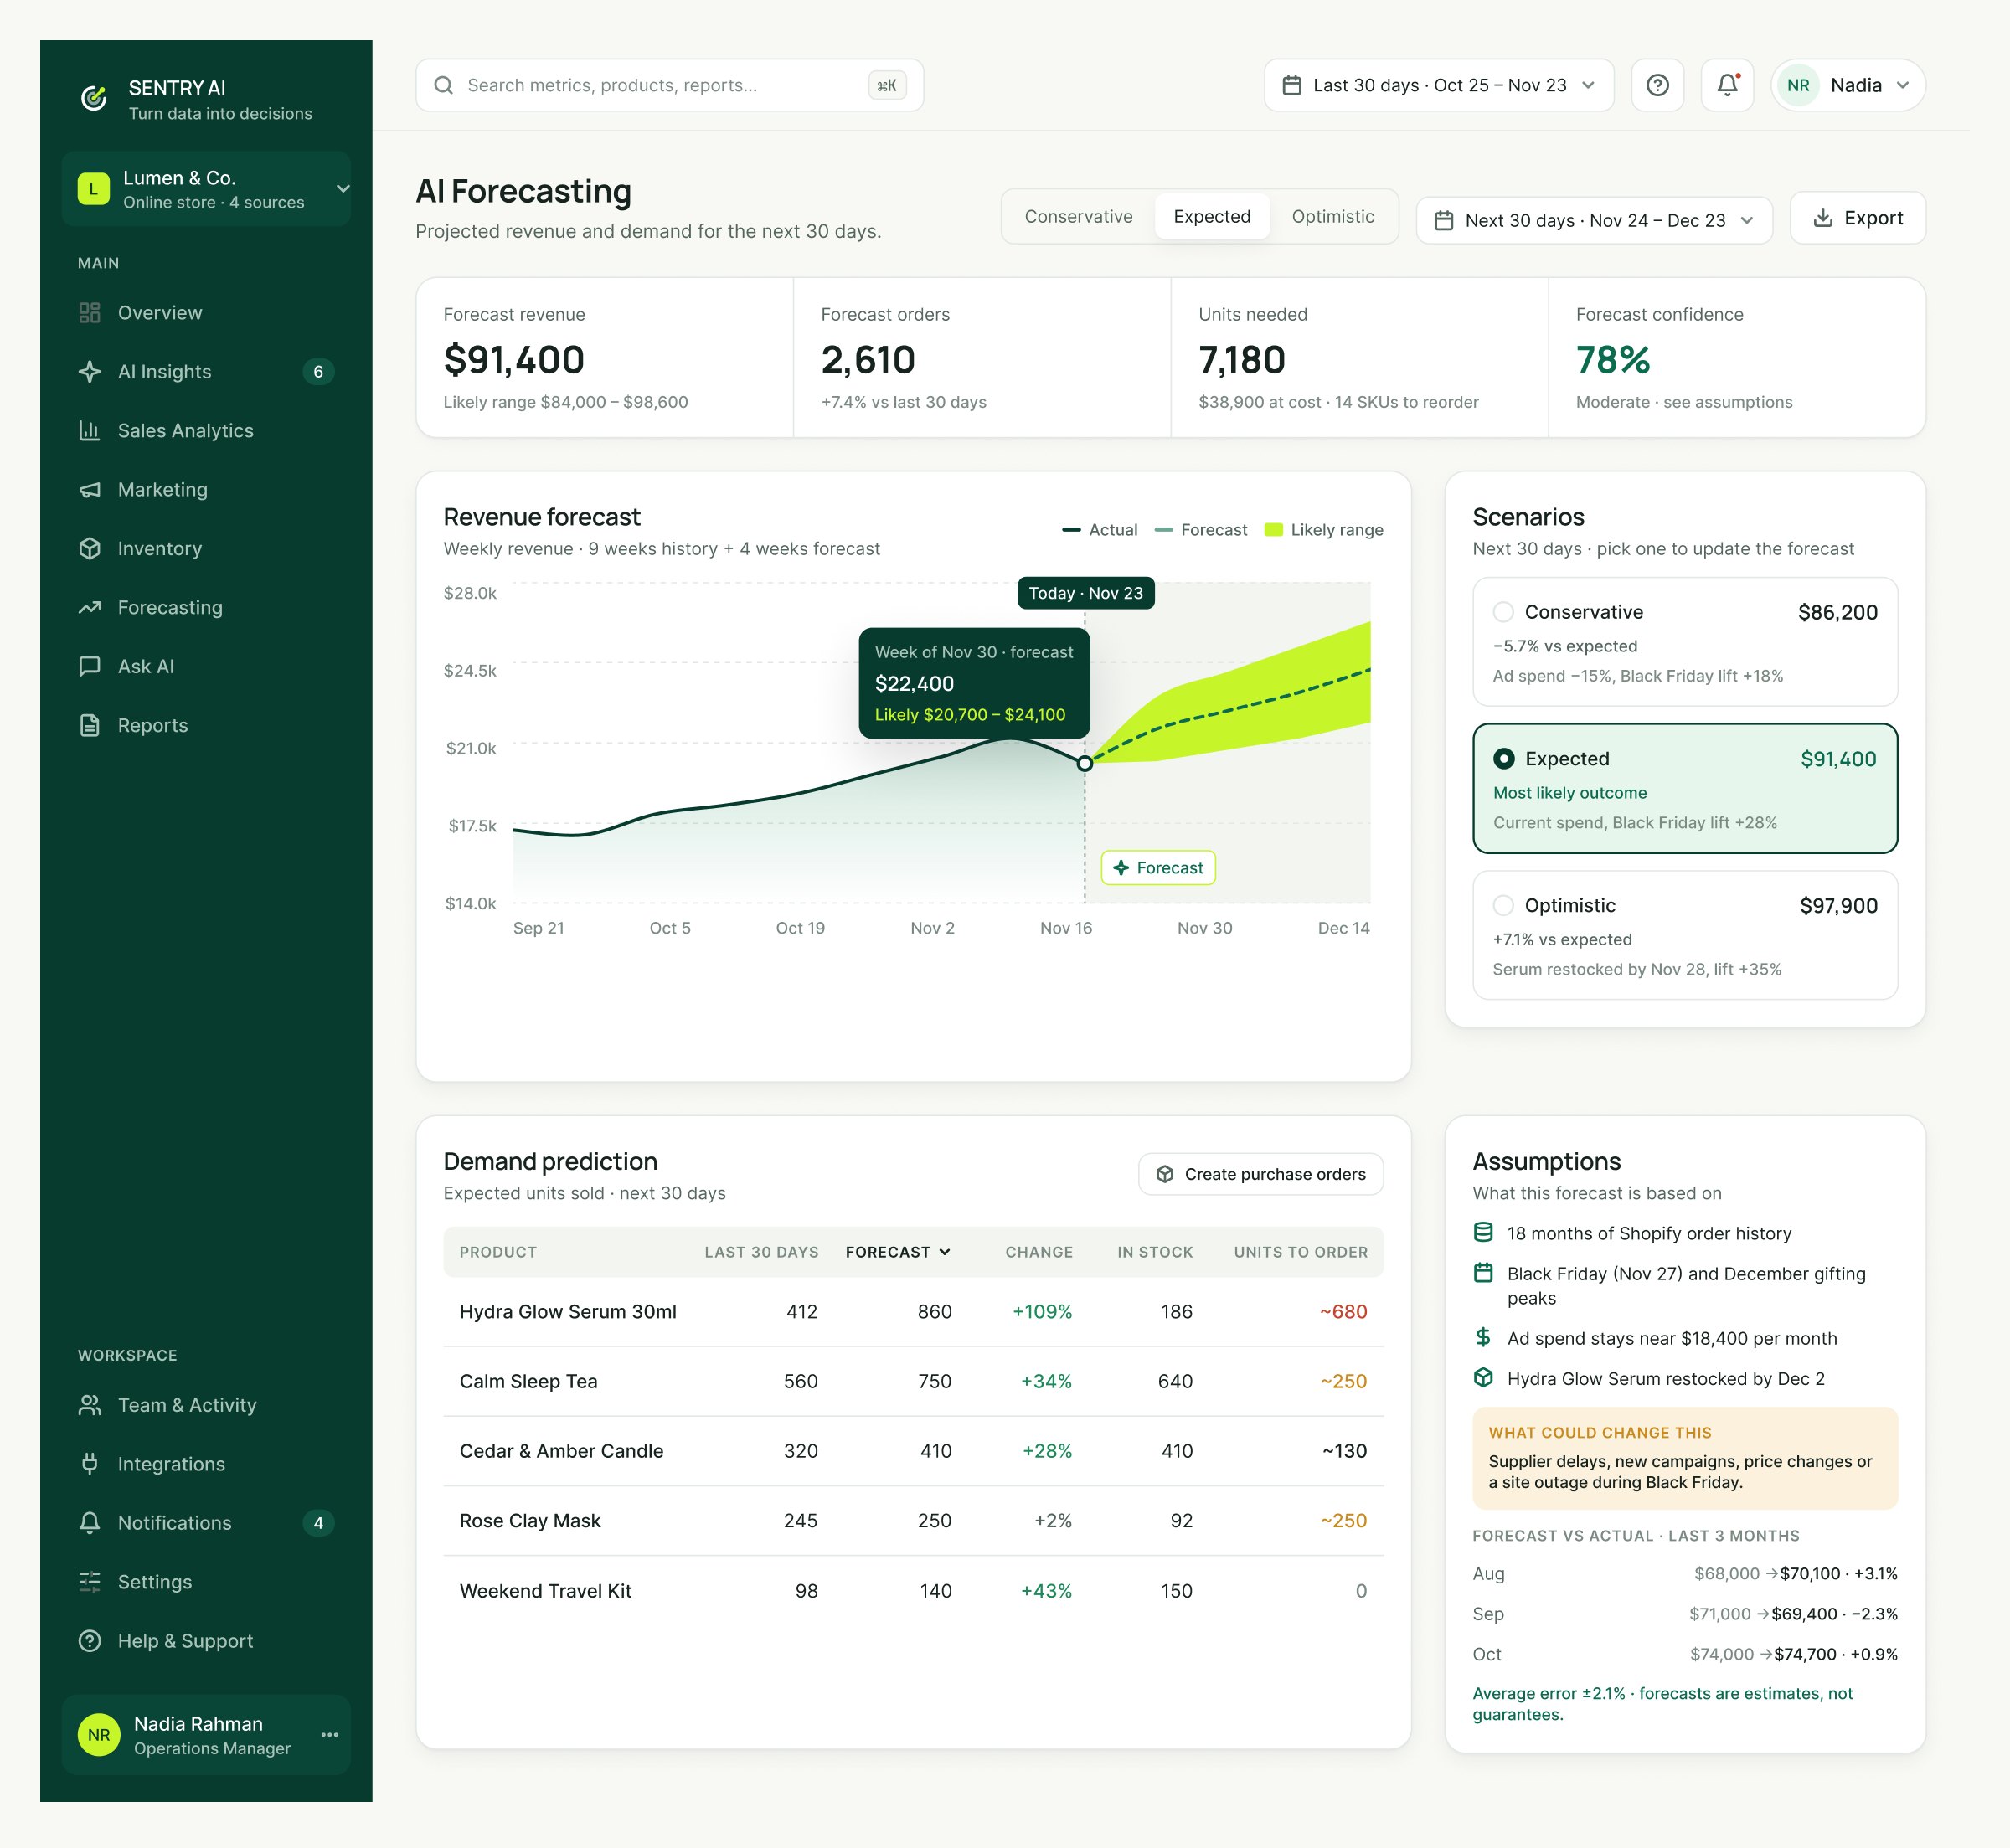 SENTRY AI
Turn data into decisions
L
Lumen & Co.
Online store · 4 sources
MAIN
Overview
AI Insights
6
Sales Analytics
Marketing
Inventory
Forecasting
Ask AI
Reports
WORKSPACE
Team & Activity
Integrations
Notifications
4
Settings
Help & Support
NR
Nadia Rahman
Operations Manager
Search metrics, products, reports...
⌘K
Last 30 days · Oct 25 – Nov 23
NR
Nadia
AI Forecasting
Projected revenue and demand for the next 30 days.
Conservative
Expected
Optimistic
Next 30 days · Nov 24 – Dec 23
Export
Forecast revenue
$91,400
Likely range $84,000 – $98,600
Forecast orders
2,610
+7.4% vs last 30 days
Units needed
7,180
$38,900 at cost · 14 SKUs to reorder
Forecast confidence
78%
Moderate · see assumptions
Revenue forecast
Weekly revenue · 9 weeks history + 4 weeks forecast
Actual
Forecast
Likely range
$28.0k
$24.5k
$21.0k
$17.5k
$14.0k
Today · Nov 23
Week of Nov 30 · forecast
$22,400
Likely $20,700 – $24,100
Forecast
Sep 21
Oct 5
Oct 19
Nov 2
Nov 16
Nov 30
Dec 14
Scenarios
Next 30 days · pick one to update the forecast
Conservative $86,200
−5.7% vs expected
Ad spend −15%, Black Friday lift +18%
Expected $91,400
Most likely outcome
Current spend, Black Friday lift +28%
Optimistic $97,900
+7.1% vs expected
Serum restocked by Nov 28, lift +35%
Demand prediction
Expected units sold · next 30 days
Create purchase orders
PRODUCT LAST 30 DAYS FORECAST CHANGE IN STOCK UNITS TO ORDER
Hydra Glow Serum 30ml 412 860 +109% 186 ~680
Calm Sleep Tea 560 750 +34% 640 ~250
Cedar & Amber Candle 320 410 +28% 410 ~130
Rose Clay Mask 245 250 +2% 92 ~250
Weekend Travel Kit 98 140 +43% 150 0
Assumptions
What this forecast is based on
18 months of Shopify order history
Black Friday (Nov 27) and December gifting
peaks
Ad spend stays near $18,400 per month
Hydra Glow Serum restocked by Dec 2
WHAT COULD CHANGE THIS
Supplier delays, new campaigns, price changes or
a site outage during Black Friday.
FORECAST VS ACTUAL · LAST 3 MONTHS
Aug $68,000 →$70,100 · +3.1%
Sep $71,000 →$69,400 · −2.3%
Oct $74,000 →$74,700 · +0.9%
Average error ±2.1% · forecasts are estimates, not
guarantees.